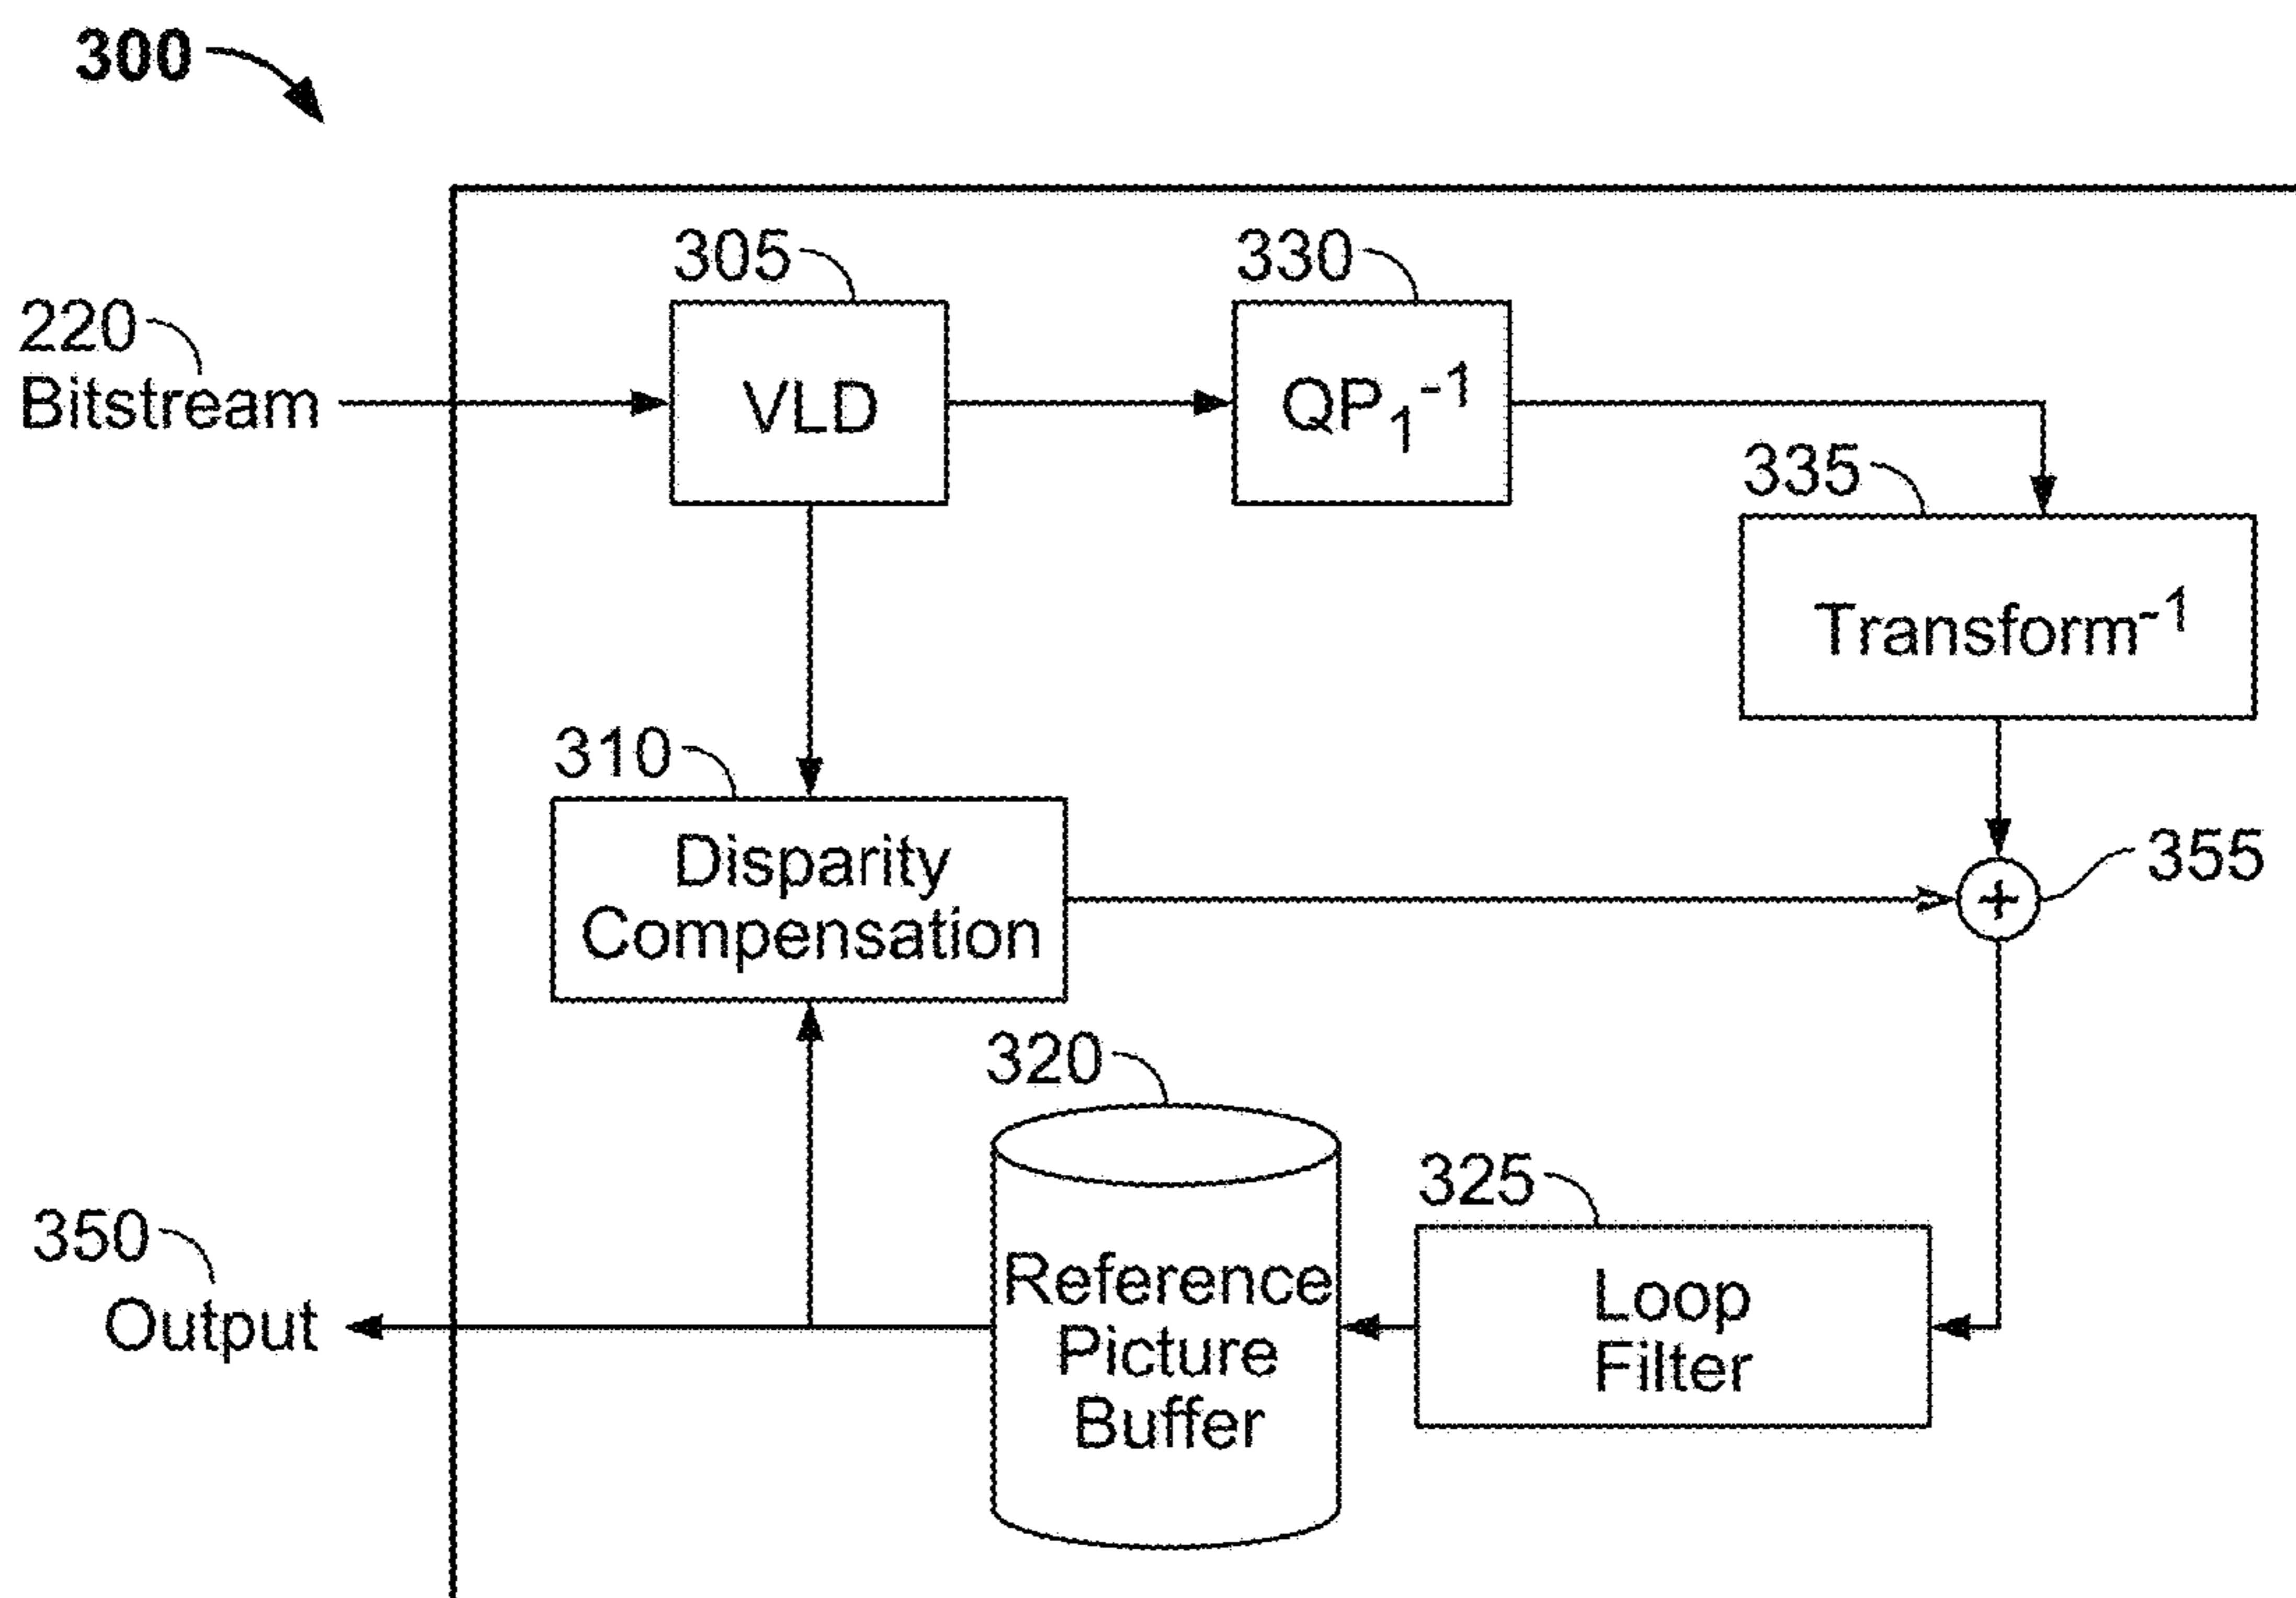 300
305
330
220
Bitstream
VLD
QP₁⁻¹
335
Transform⁻¹
310
Disparity
Compensation
+
355
320
Reference
Picture
Buffer
325
Loop
Filter
350
Output